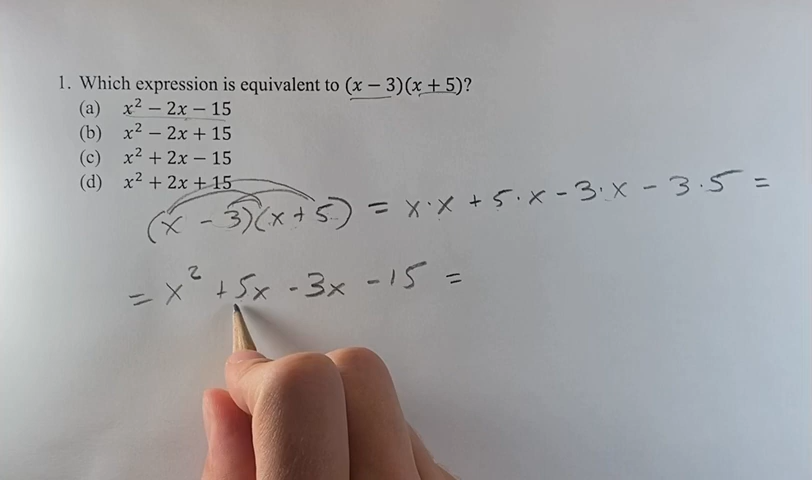 1. Which expression is equivalent to (x − 3)(x + 5)?
(a) x² − 2x − 15
(b) x² − 2x + 15
(c) x² + 2x − 15
(d) x² + 2x + 15
(x - 3)(x + 5) = x·x + 5·x - 3·x - 3·5 =
= x² + 5x - 3x - 15 =